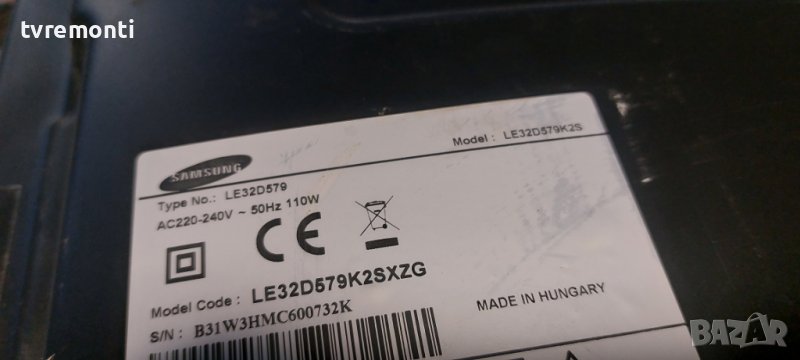 tvremonti
SAMSUNG
Model : LE32D579K2S
Type No.: LE32D579
AC220-240V ~ 50Hz 110W
CE
Model Code : LE32D579K2SXZG
S/N : B31W3HMC600732K
MADE IN HUNGARY
BAZAR